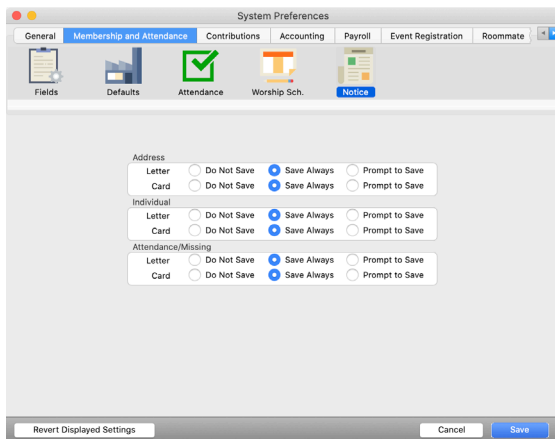 System Preferences
General Membership and Attendance Contributions Accounting Payroll Event Registration Roommate
Fields Defaults Attendance Worship Sch. Notice
Address
Letter Do Not Save Save Always Prompt to Save
Card Do Not Save Save Always Prompt to Save
Individual
Letter Do Not Save Save Always Prompt to Save
Card Do Not Save Save Always Prompt to Save
Attendance/Missing
Letter Do Not Save Save Always Prompt to Save
Card Do Not Save Save Always Prompt to Save
Revert Displayed Settings Cancel Save